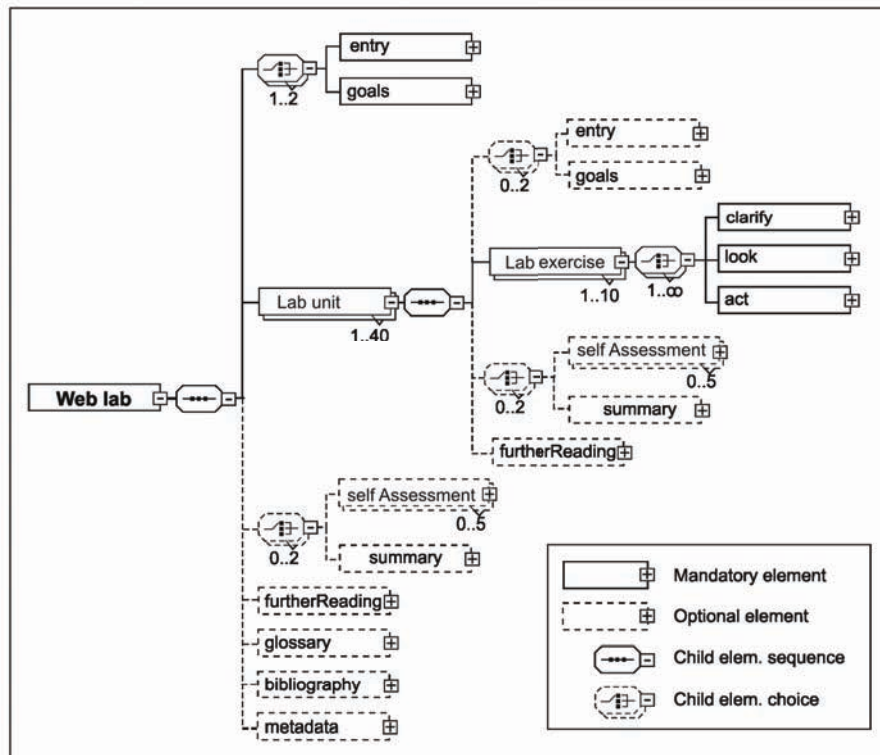 entry
1..2
goals
entry
0..2
goals
clarify
Lab exercise
look
1..10
1..∞
act
Lab unit
1..40
self Assessment
0..5
0..2
summary
furtherReading
Web lab
self Assessment
0..5
0..2
summary
furtherReading
glossary
bibliography
metadata
Mandatory element
Optional element
Child elem. sequence
Child elem. choice